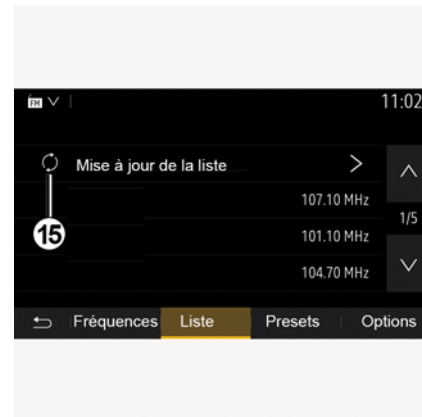 FM 11:02
Mise à jour de la liste
107.10 MHz
1/5
15
101.10 MHz
104.70 MHz
Fréquences Liste Presets Options